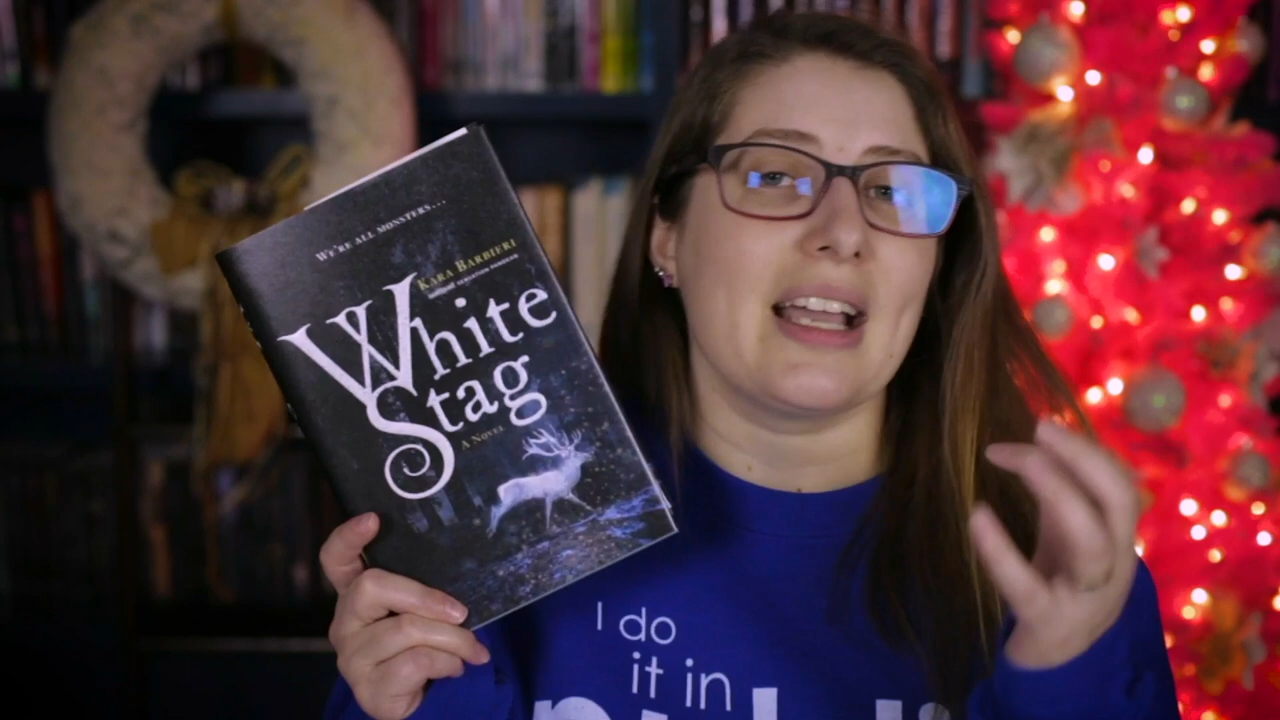 WE'RE ALL MONSTERS...
KARA BARBIERI
White
Stag
A NOVEL
I do
it in